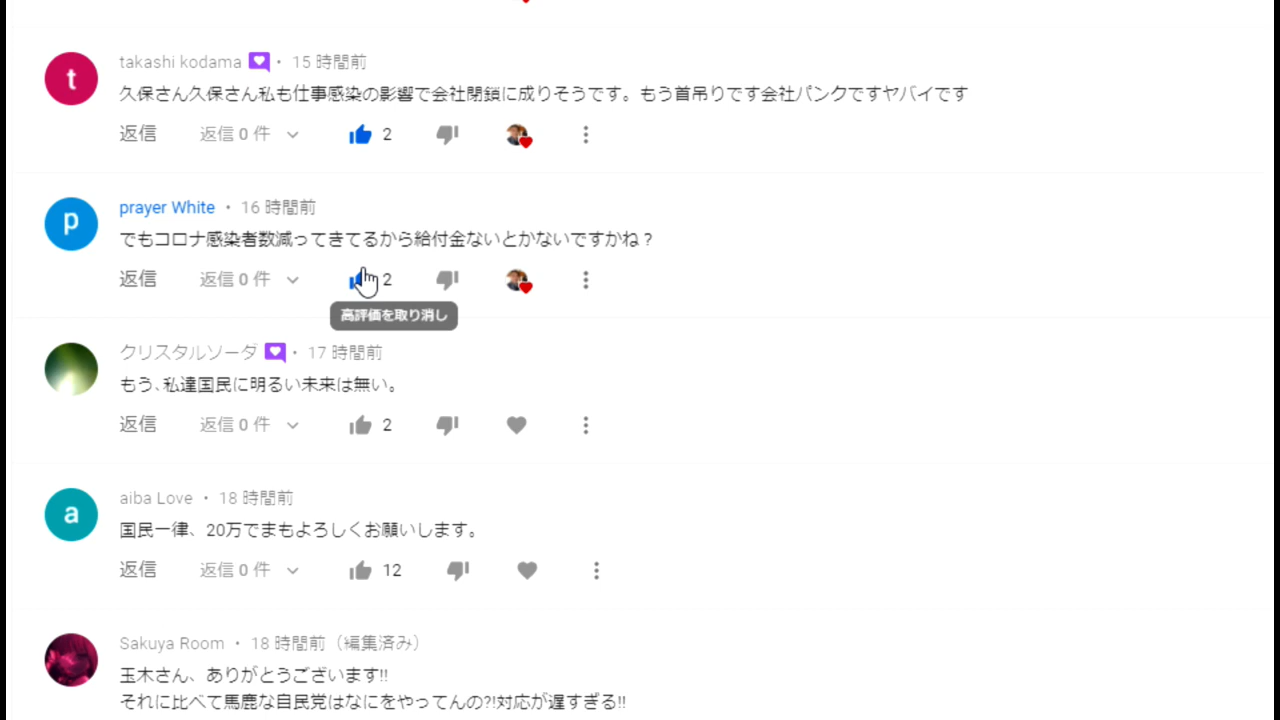 t
takashi kodama ・ 15 時間前
久保さん久保さん私も仕事感染の影響で会社閉鎖に成りそうです。もう首吊りです会社パンクですヤバイです
返信 返信 0 件 2
p
prayer White ・ 16 時間前
でもコロナ感染者数減ってきてるから給付金ないとかないですかね？
返信 返信 0 件 2
高評価を取り消し
クリスタルソーダ ・ 17 時間前
もう､私達国民に明るい未来は無い。
返信 返信 0 件 2
a
aiba Love ・ 18 時間前
国民一律、20万でまもよろしくお願いします。
返信 返信 0 件 12
Sakuya Room ・ 18 時間前（編集済み）
玉木さん、ありがとうございます!!
それに比べて馬鹿な自民党はなにをやってんの?!対応が遅すぎる!!